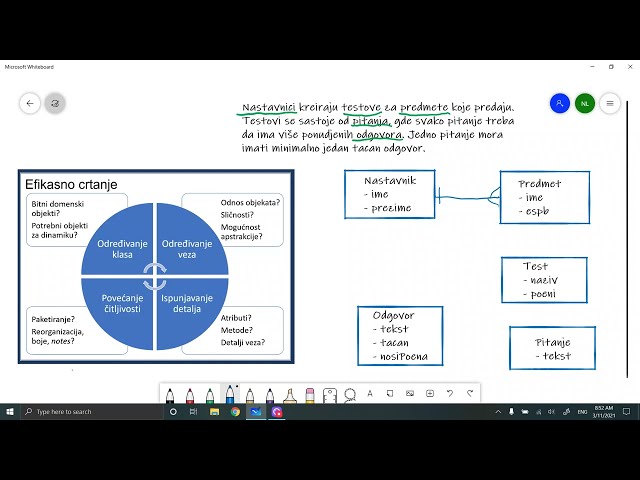 Microsoft Whiteboard
NL
Nastavnici kreiraju testove za predmete koje predaju.
Testovi se sastoje od pitanja, gde svako pitanje treba
da ima više ponudjenih odgovora. Jedno pitanje mora
imati minimalno jedan tacan odgovor.
Efikasno crtanje
Bitni domenski
objekti?
Potrebni objekti
za dinamiku?
Odnos objekata?
Sličnosti?
Mogućnost
apstrakcije?
Određivanje
klasa
Određivanje
veza
Povećanje
čitljivosti
Ispunjavanje
detalja
Paketiranje?
Reorganizacija,
boje, notes?
Atributi?
Metode?
Detalji veza?
Nastavnik
- ime
- prezime
Predmet
- ime
- espb
Test
- naziv
- poeni
Odgovor
- tekst
- tacan
- nosiPoena
Pitanje
- tekst
A
Type here to search
ENG
8:52 AM
3/11/2021